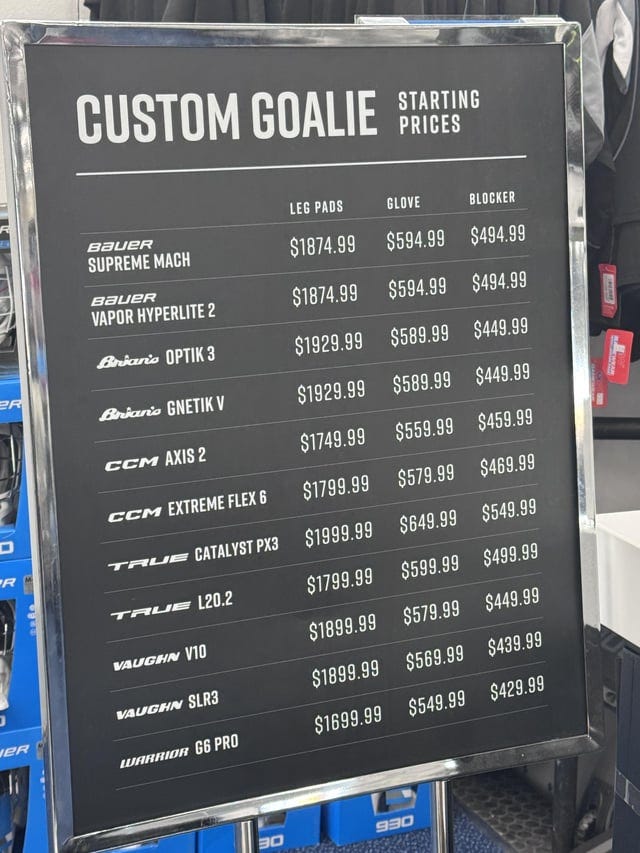 CUSTOM GOALIE STARTING PRICES
LEG PADS GLOVE BLOCKER
BAUER SUPREME MACH $1874.99 $594.99 $494.99
BAUER VAPOR HYPERLITE 2 $1874.99 $594.99 $494.99
Brian's OPTIK 3 $1929.99 $589.99 $449.99
Brian's GNETIK V $1929.99 $589.99 $449.99
CCM AXIS 2 $1749.99 $559.99 $459.99
CCM EXTREME FLEX 6 $1799.99 $579.99 $469.99
TRUE CATALYST PX3 $1999.99 $649.99 $549.99
TRUE L20.2 $1799.99 $599.99 $499.99
VAUGHN V10 $1899.99 $579.99 $449.99
VAUGHN SLR3 $1899.99 $569.99 $439.99
WARRIOR G6 PRO $1699.99 $549.99 $429.99
930